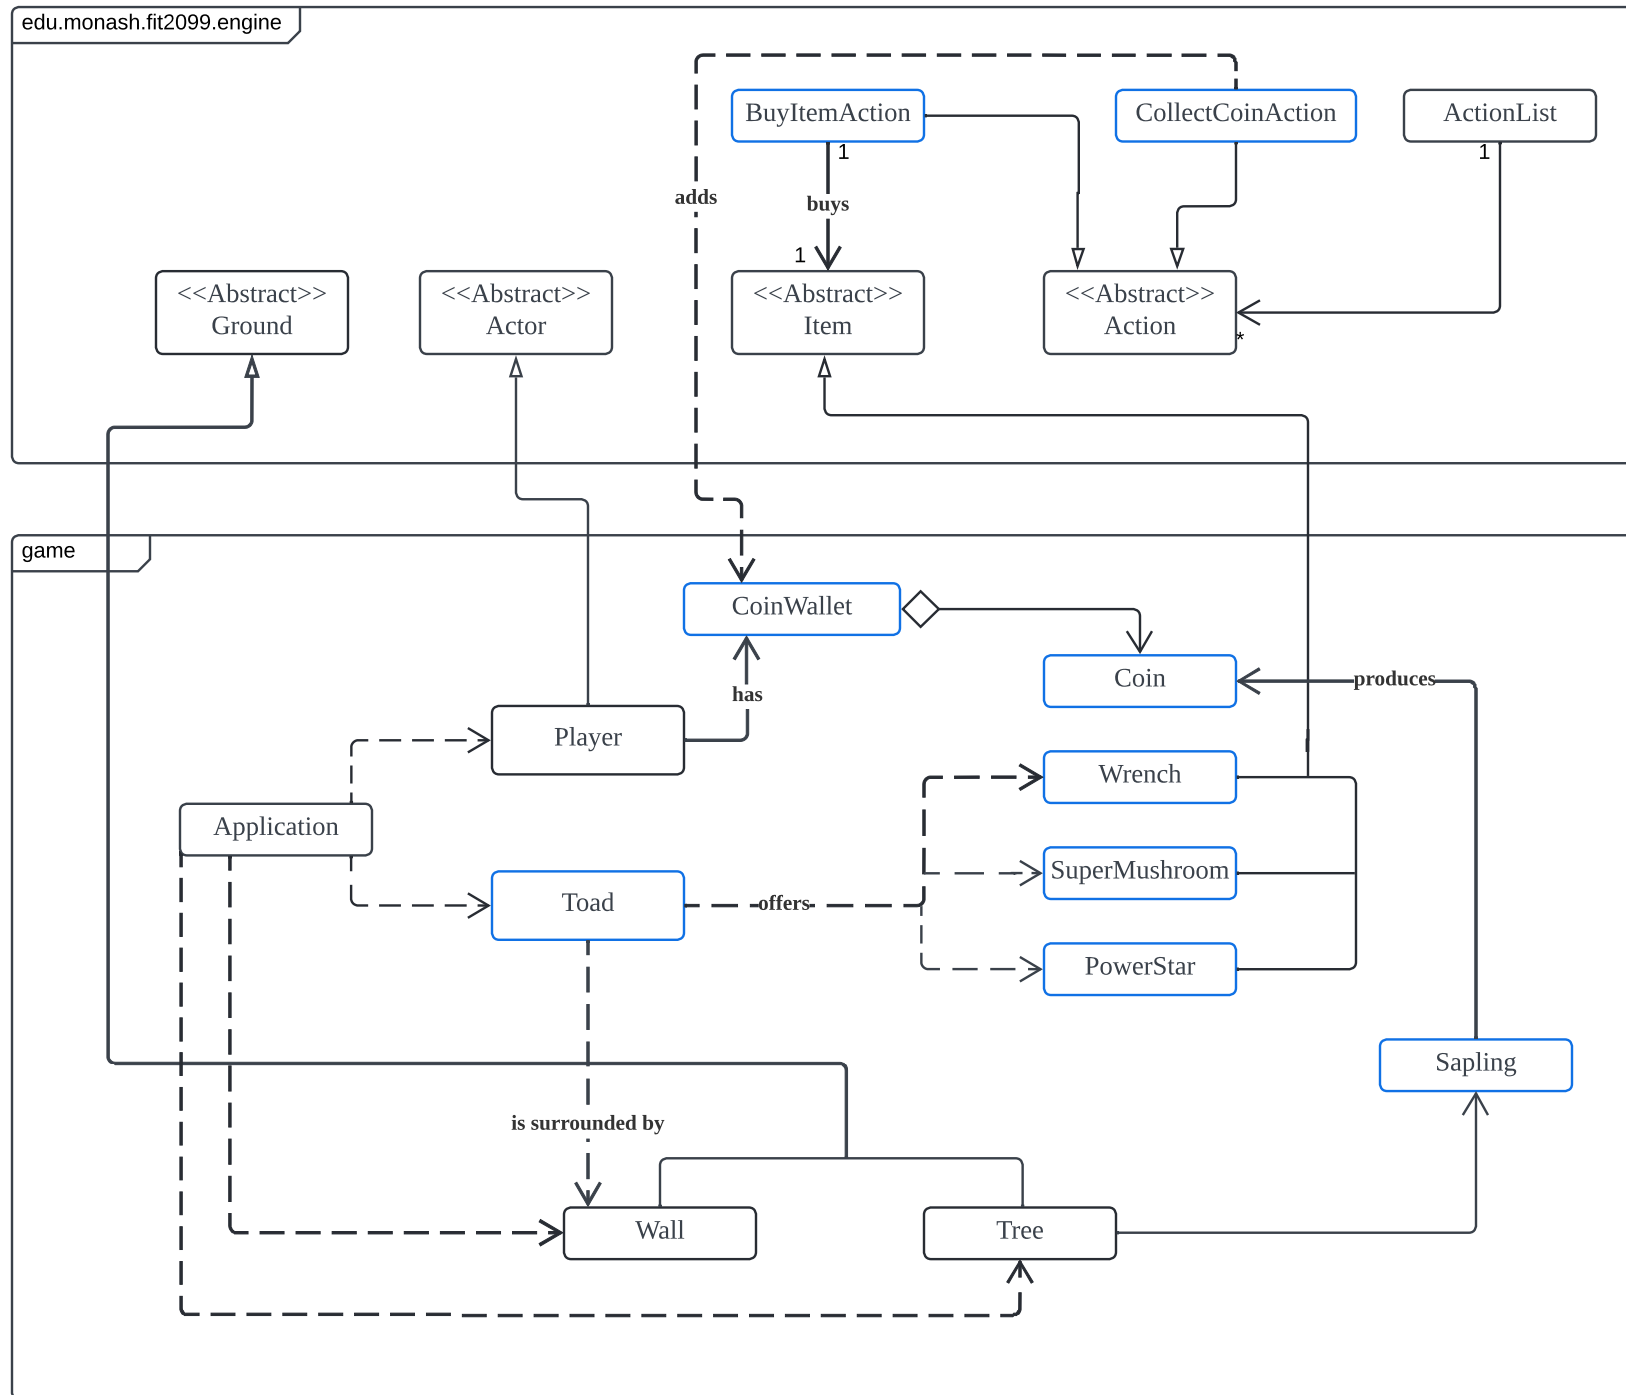 edu.monash.fit2099.engine
BuyItemAction
CollectCoinAction
ActionList
1
1
adds
buys
1
<<Abstract>>
Ground
<<Abstract>>
Actor
<<Abstract>>
Item
<<Abstract>>
Action
*
game
CoinWallet
Coin
produces
has
Player
Wrench
Application
SuperMushroom
Toad
offers
PowerStar
Sapling
is surrounded by
Wall
Tree